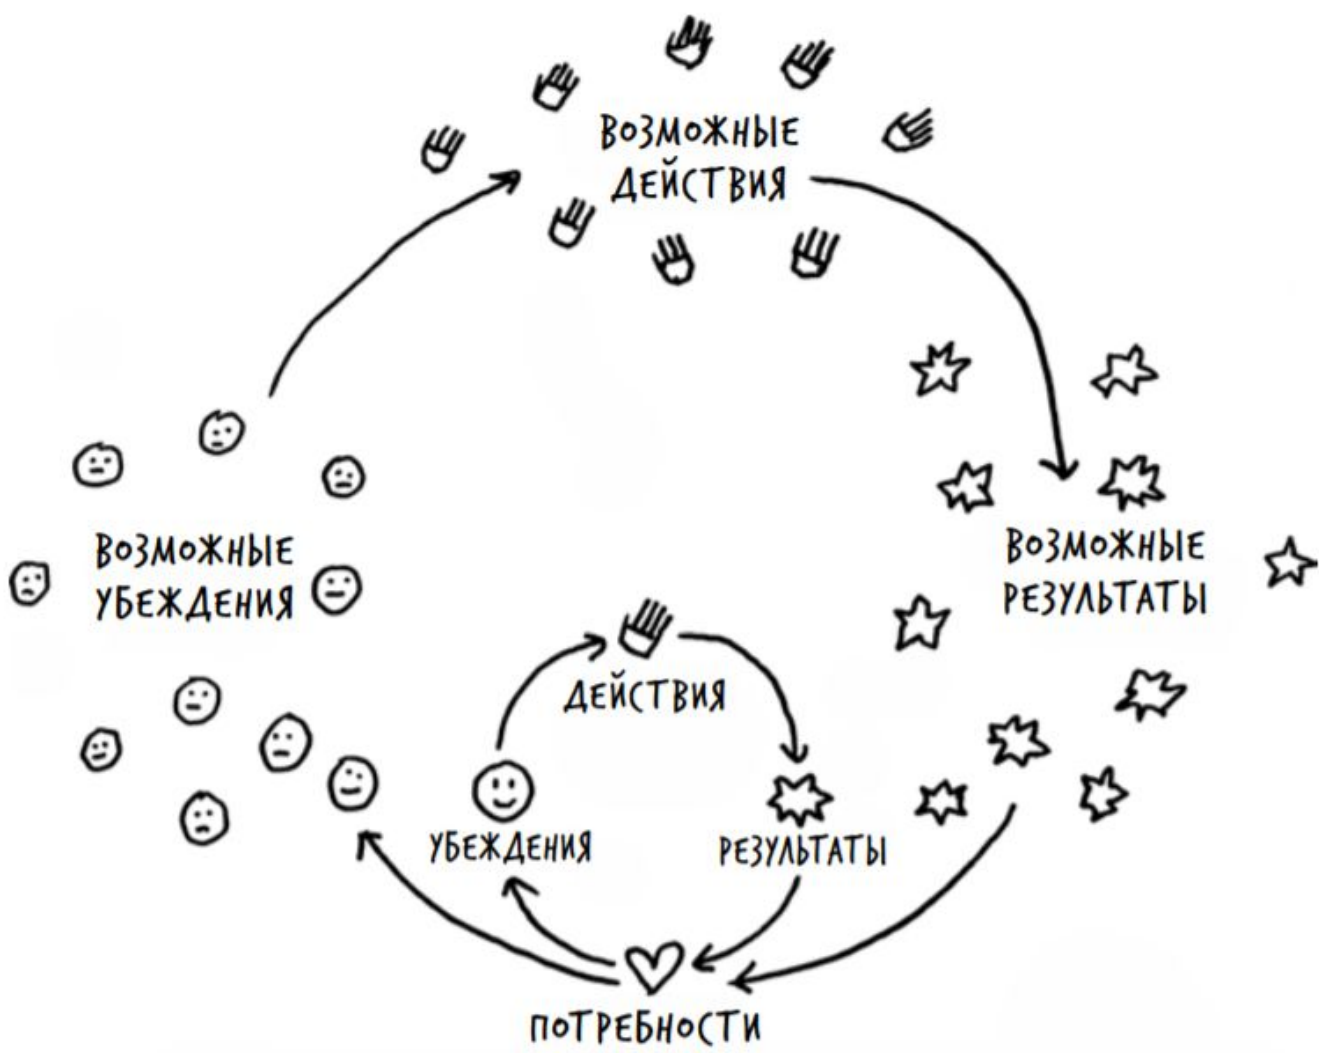 ВОЗМОЖНЫЕ
ДЕЙСТВИЯ
ВОЗМОЖНЫЕ
УБЕЖДЕНИЯ
ВОЗМОЖНЫЕ
РЕЗУЛЬТАТЫ
ДЕЙСТВИЯ
УБЕЖДЕНИЯ
РЕЗУЛЬТАТЫ
ПОТРЕБНОСТИ